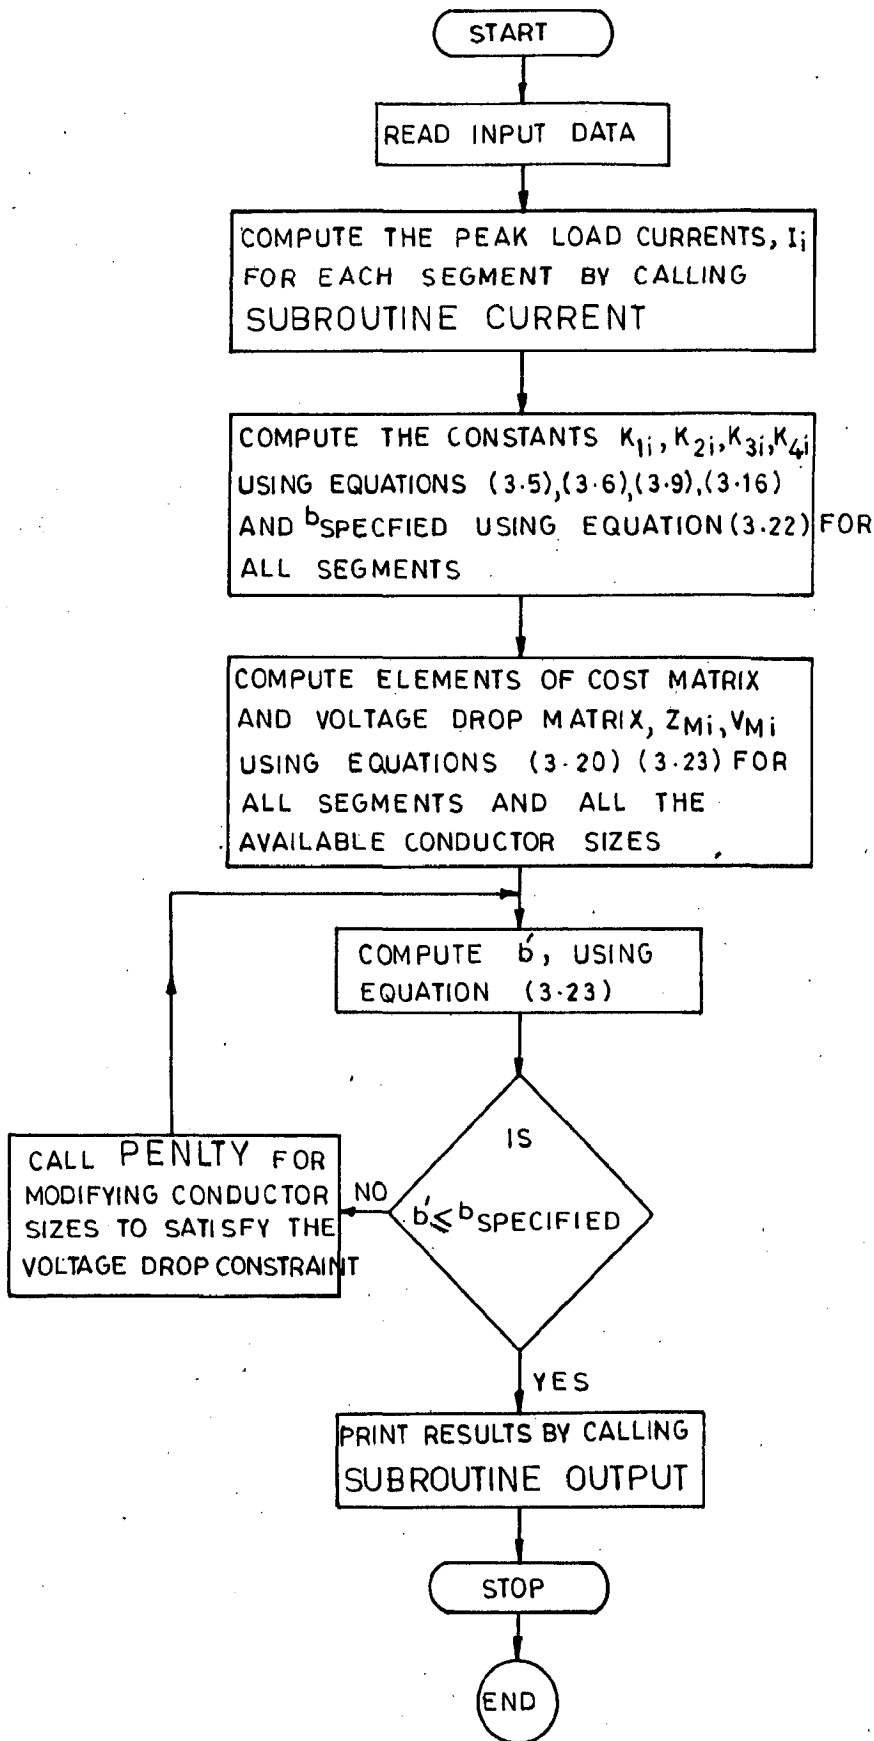 START
READ INPUT DATA
COMPUTE THE PEAK LOAD CURRENTS, Ii
FOR EACH SEGMENT BY CALLING
SUBROUTINE CURRENT
COMPUTE THE CONSTANTS K1i, K2i, K3i, K4i
USING EQUATIONS (3·5),(3·6),(3·9),(3·16)
AND bSPECFIED USING EQUATION (3·22) FOR
ALL SEGMENTS
COMPUTE ELEMENTS OF COST MATRIX
AND VOLTAGE DROP MATRIX, ZMi, VMi
USING EQUATIONS (3·20) (3·23) FOR
ALL SEGMENTS AND ALL THE
AVAILABLE CONDUCTOR SIZES
COMPUTE b', USING
EQUATION (3·23)
IS
b' ≤ bSPECIFIED
NO
CALL PENLTY FOR
MODIFYING CONDUCTOR
SIZES TO SATISFY THE
VOLTAGE DROP CONSTRAINT
YES
PRINT RESULTS BY CALLING
SUBROUTINE OUTPUT
STOP
END